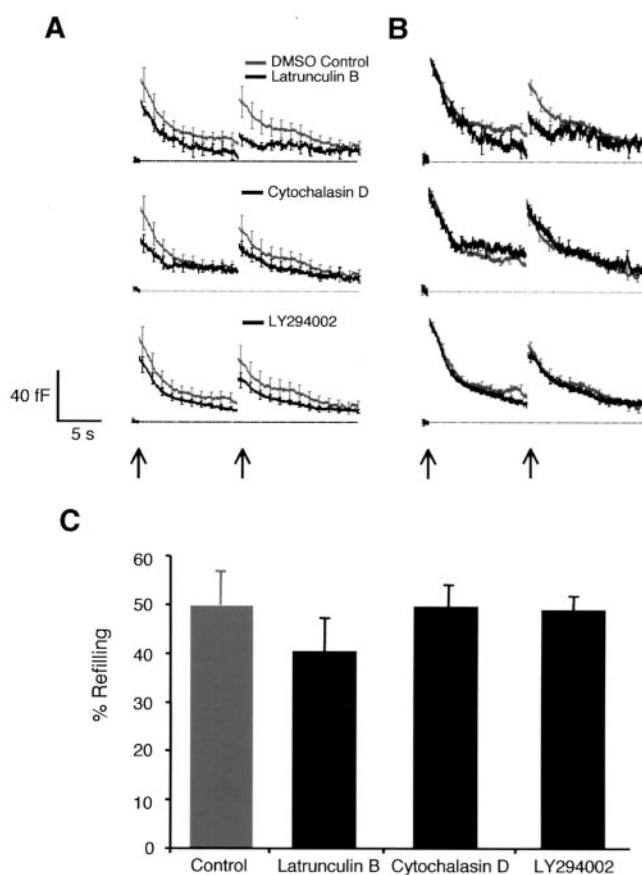 A
B
DMSO Control
Latrunculin B
Cytochalasin D
LY294002
40 fF
5 s
C
60
50
40
30
20
10
0
% Refilling
Control
Latrunculin B
Cytochalasin D
LY294002